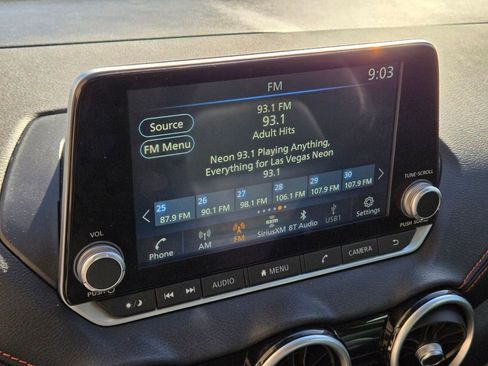 FM
9:03
93.1 FM
Source
93.1
Adult Hits
FM Menu
Neon 93.1 Playing Anything,
Everything for Las Vegas Neon
93.1
25 26 27 28 29 30
87.9 FM 90.1 FM 98.1 FM 106.1 FM 107.9 FM 107.9 FM
VOL
TUNE·SCROLL
Phone AM FM SiriusXM BT Audio USB1 Settings
PUSH
PUSH
AUDIO MENU CAMERA